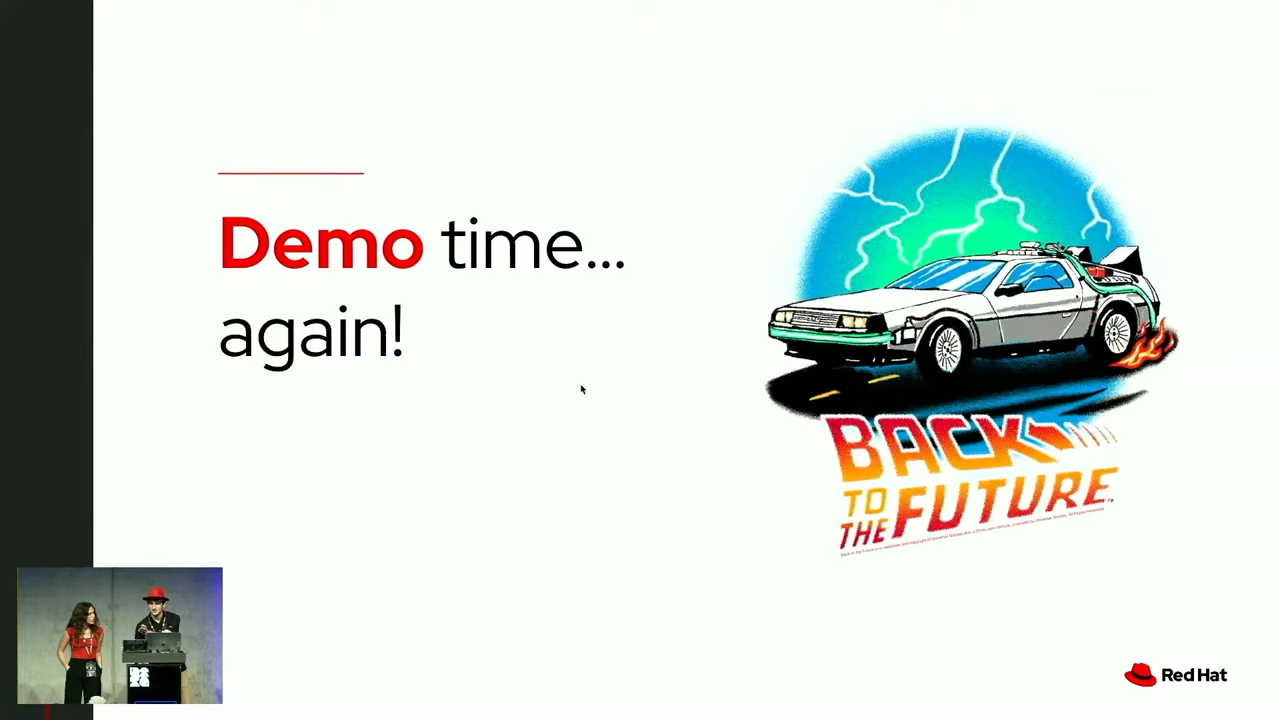 Demo time...
again!
BACK
TO
THE FUTURE
Red Hat